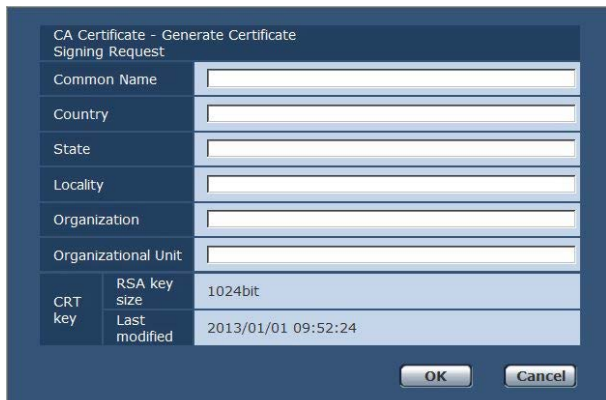 CA Certificate - Generate Certificate
Signing Request
Common Name
Country
State
Locality
Organization
Organizational Unit
CRT
key
RSA key
size
1024bit
Last
modified
2013/01/01 09:52:24
OK
Cancel